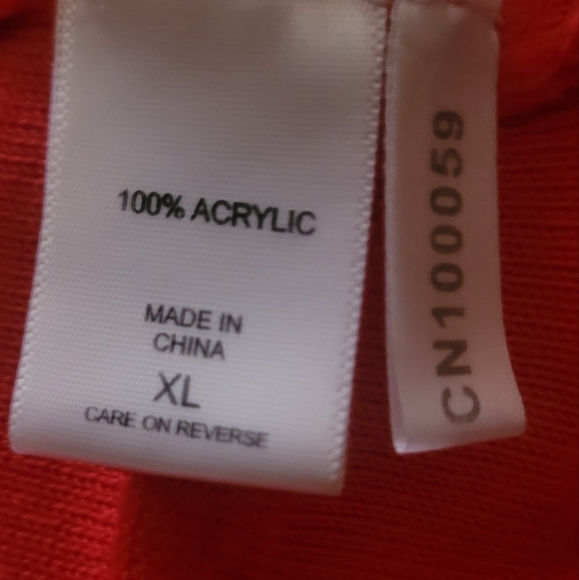 100% ACRYLIC
MADE IN
CHINA
XL
CARE ON REVERSE
CN100059